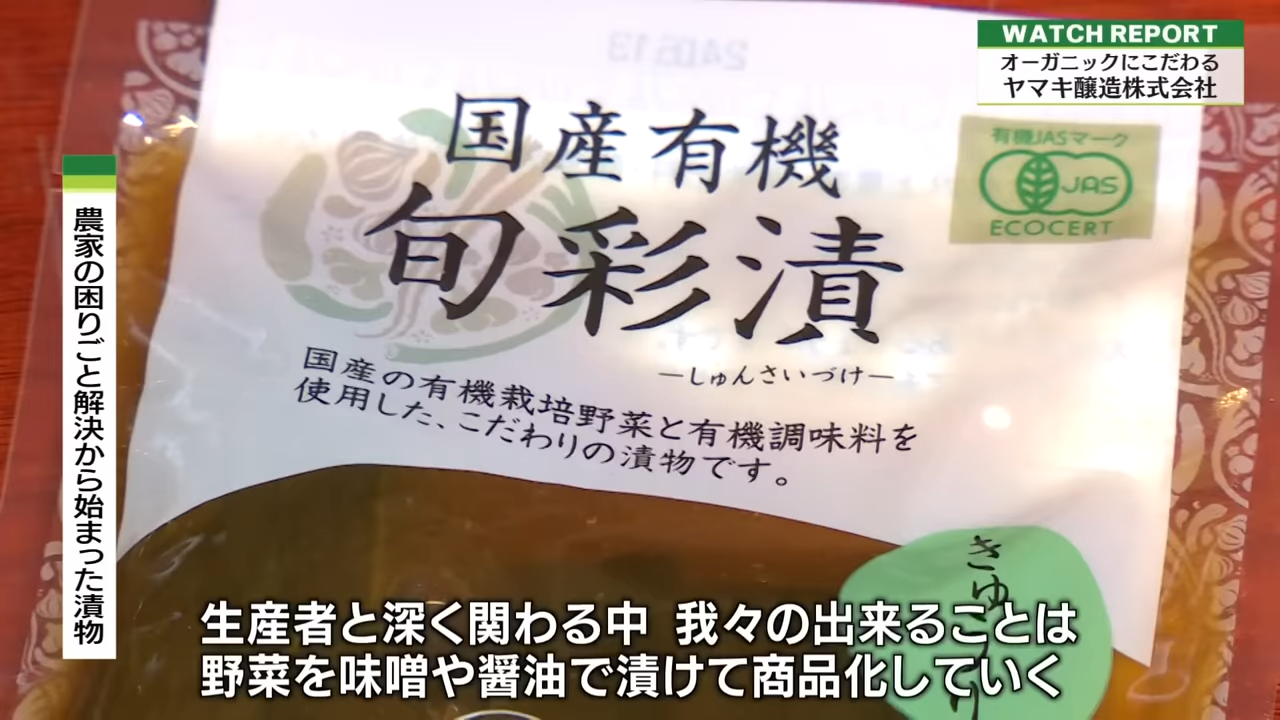 WATCH REPORT
オーガニックにこだわる
ヤマキ醸造株式会社
農家の困りごと解決から始まった漬物
国産有機
旬彩漬
―しゅんさいづけ―
国産の有機栽培野菜と有機調味料を
使用した、こだわりの漬物です。
有機JASマーク
JAS
ECOCERT
きゅうり
生産者と深く関わる中 我々の出来ることは
野菜を味噌や醤油で漬けて商品化していく